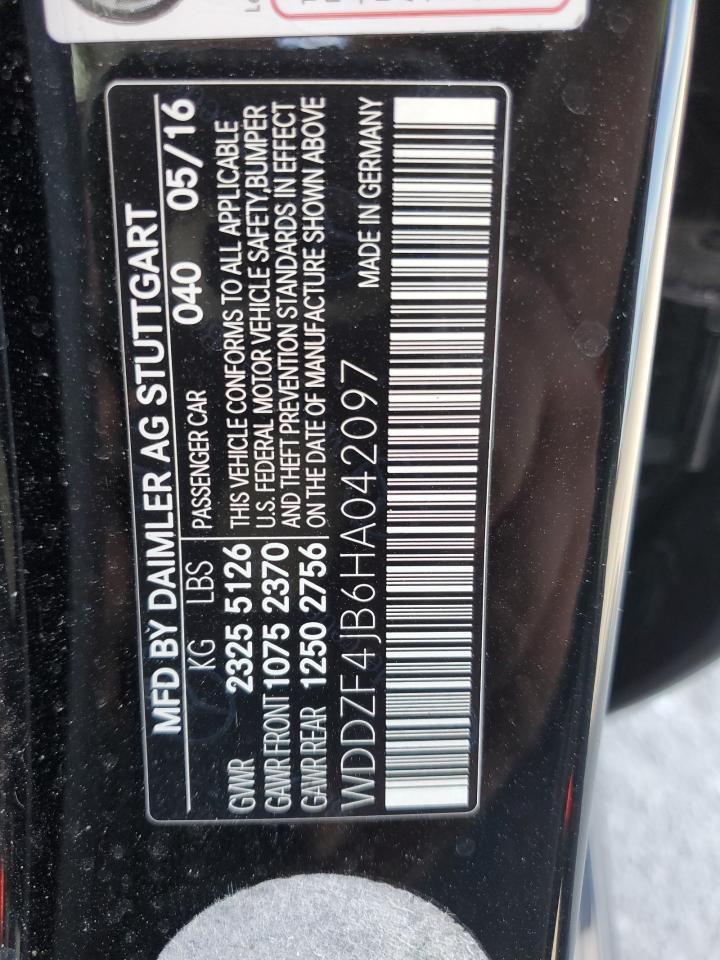 MFD BY DAIMLER AG STUTTGART
KG LBS 040 05/16
GVWR 2325 5126
GAWR FRONT 1075 2370
GAWR REAR 1250 2756
PASSENGER CAR
THIS VEHICLE CONFORMS TO ALL APPLICABLE
U.S. FEDERAL MOTOR VEHICLE SAFETY,BUMPER
AND THEFT PREVENTION STANDARDS IN EFFECT
ON THE DATE OF MANUFACTURE SHOWN ABOVE
WDDZF4JB6HA042097 MADE IN GERMANY